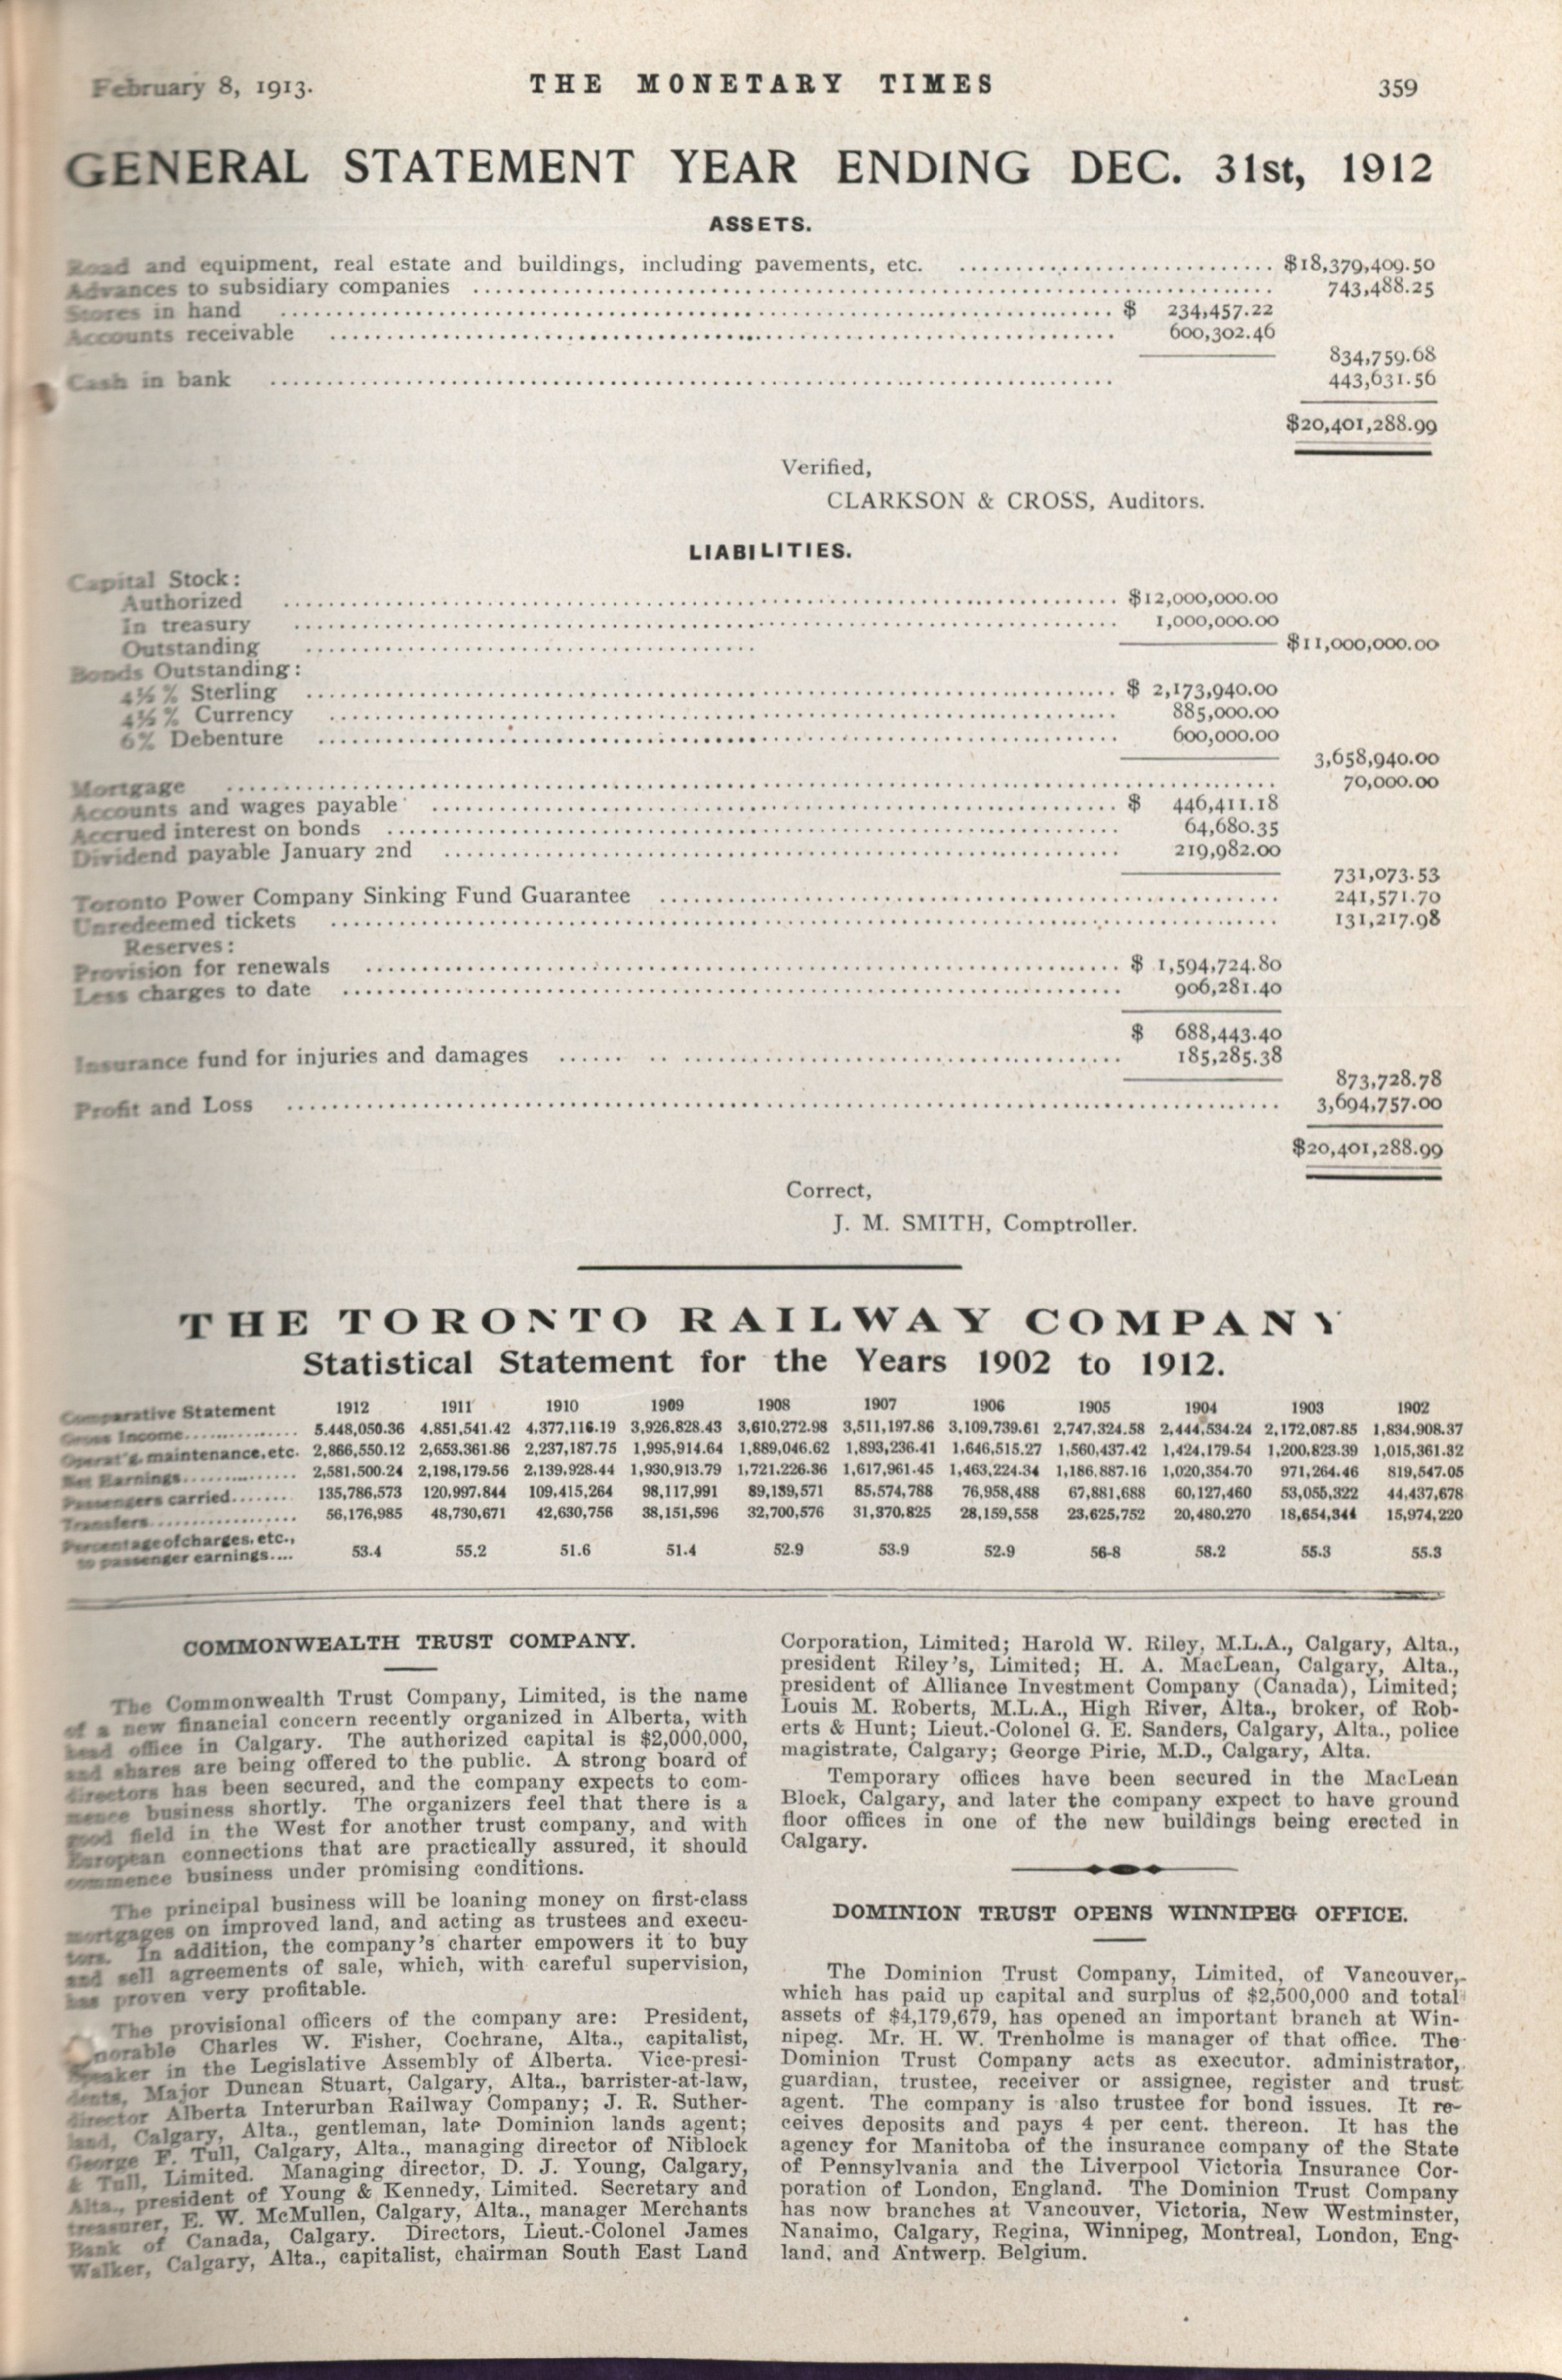 February 8, 1913. THE MONETARY TIMES 359
GENERAL STATEMENT YEAR ENDING DEC. 31st, 1912
ASSETS.
Road and equipment, real estate and buildings, including pavements, etc. $18,379,409.50
Advances to subsidiary companies 743,488.25
Stores in hand $ 234,457.22
Accounts receivable 600,302.46
834,759.68
Cash in bank 443,631.56
$20,401,288.99
Verified,
CLARKSON & CROSS, Auditors.
LIABILITIES.
Capital Stock:
Authorized $12,000,000.00
In treasury 1,000,000.00
Outstanding $11,000,000.00
Bonds Outstanding:
4½% Sterling $ 2,173,940.00
4½% Currency 885,000.00
6% Debenture 600,000.00
3,658,940.00
Mortgage 70,000.00
Accounts and wages payable $ 446,411.18
Accrued interest on bonds 64,680.35
Dividend payable January 2nd 219,982.00
731,073.53
Toronto Power Company Sinking Fund Guarantee 241,571.70
Unredeemed tickets 131,217.98
Reserves:
Provision for renewals $ 1,594,724.80
Less charges to date 906,281.40
$ 688,443.40
Insurance fund for injuries and damages 185,285.38
873,728.78
Profit and Loss 3,694,757.00
$20,401,288.99
Correct,
J. M. SMITH, Comptroller.
THE TORONTO RAILWAY COMPANY
Statistical Statement for the Years 1902 to 1912.
Comparative Statement 1912 1911 1910 1909 1908 1907 1906 1905 1904 1903 1902
Gross Income 5.448,050.36 4,851,541.42 4.377,116.19 3,926,828.43 3,610,272.98 3,511,197.86 3,109,739.61 2,747,324.58 2,444,534.24 2,172,087.85 1,834,908.37
Operat'g, maintenance, etc. 2,866,550.12 2,653,361.86 2,237,187.75 1,995,914.64 1,889,046.62 1,893,236.41 1,646,515.27 1,560,437.42 1,424,179.54 1,200,823.39 1,015,361.32
Net Earnings 2,581,500.24 2,198,179.56 2,139,928.44 1,930,913.79 1,721,226.36 1,617,961.45 1,463,224.34 1,186,887.16 1,020,354.70 971,264.46 819,547.05
Passengers carried 135,786,573 120,997,844 109,415,264 98,117,991 89,139,571 85,574,788 76,958,488 67,881,688 60,127,460 53,055,322 44,437,678
Transfers 56,176,985 48,730,671 42,630,756 38,151,596 32,700,576 31,370,825 28,159,558 23,625,752 20,480,270 18,654,344 15,974,220
Percentage of charges, etc.,
to passenger earnings.... 53.4 55.2 51.6 51.4 52.9 53.9 52.9 56-8 58.2 55.3 55.3
COMMONWEALTH TRUST COMPANY.
The Commonwealth Trust Company, Limited, is the name
of a new financial concern recently organized in Alberta, with
head office in Calgary. The authorized capital is $2,000,000,
and shares are being offered to the public. A strong board of
directors has been secured, and the company expects to com-
mence business shortly. The organizers feel that there is a
good field in the West for another trust company, and with
European connections that are practically assured, it should
commence business under promising conditions.
The principal business will be loaning money on first-class
mortgages on improved land, and acting as trustees and execu-
tors. In addition, the company's charter empowers it to buy
and sell agreements of sale, which, with careful supervision,
has proven very profitable.
The provisional officers of the company are: President,
norable Charles W. Fisher, Cochrane, Alta., capitalist,
Speaker in the Legislative Assembly of Alberta. Vice-presi-
dents, Major Duncan Stuart, Calgary, Alta., barrister-at-law,
director Alberta Interurban Railway Company; J. R. Suther-
land, Calgary, Alta., gentleman, late Dominion lands agent;
George F. Tull, Calgary, Alta., managing director of Niblock
& Tull, Limited. Managing director, D. J. Young, Calgary,
Alta., president of Young & Kennedy, Limited. Secretary and
treasurer, E. W. McMullen, Calgary, Alta., manager Merchants
Bank of Canada, Calgary. Directors, Lieut.-Colonel James
Walker, Calgary, Alta., capitalist, chairman South East Land
Corporation, Limited; Harold W. Riley, M.L.A., Calgary, Alta.,
president Riley's, Limited; H. A. MacLean, Calgary, Alta.,
president of Alliance Investment Company (Canada), Limited;
Louis M. Roberts, M.L.A., High River, Alta., broker, of Rob-
erts & Hunt; Lieut.-Colonel G. E. Sanders, Calgary, Alta., police
magistrate, Calgary; George Pirie, M.D., Calgary, Alta.
Temporary offices have been secured in the MacLean
Block, Calgary, and later the company expect to have ground
floor offices in one of the new buildings being erected in
Calgary.
DOMINION TRUST OPENS WINNIPEG OFFICE.
The Dominion Trust Company, Limited, of Vancouver,
which has paid up capital and surplus of $2,500,000 and total
assets of $4,179,679, has opened an important branch at Win-
nipeg. Mr. H. W. Trenholme is manager of that office. The
Dominion Trust Company acts as executor. administrator,
guardian, trustee, receiver or assignee, register and trust
agent. The company is also trustee for bond issues. It re-
ceives deposits and pays 4 per cent. thereon. It has the
agency for Manitoba of the insurance company of the State
of Pennsylvania and the Liverpool Victoria Insurance Cor-
poration of London, England. The Dominion Trust Company
has now branches at Vancouver, Victoria, New Westminster,
Nanaimo, Calgary, Regina, Winnipeg, Montreal, London, Eng-
land, and Antwerp. Belgium.